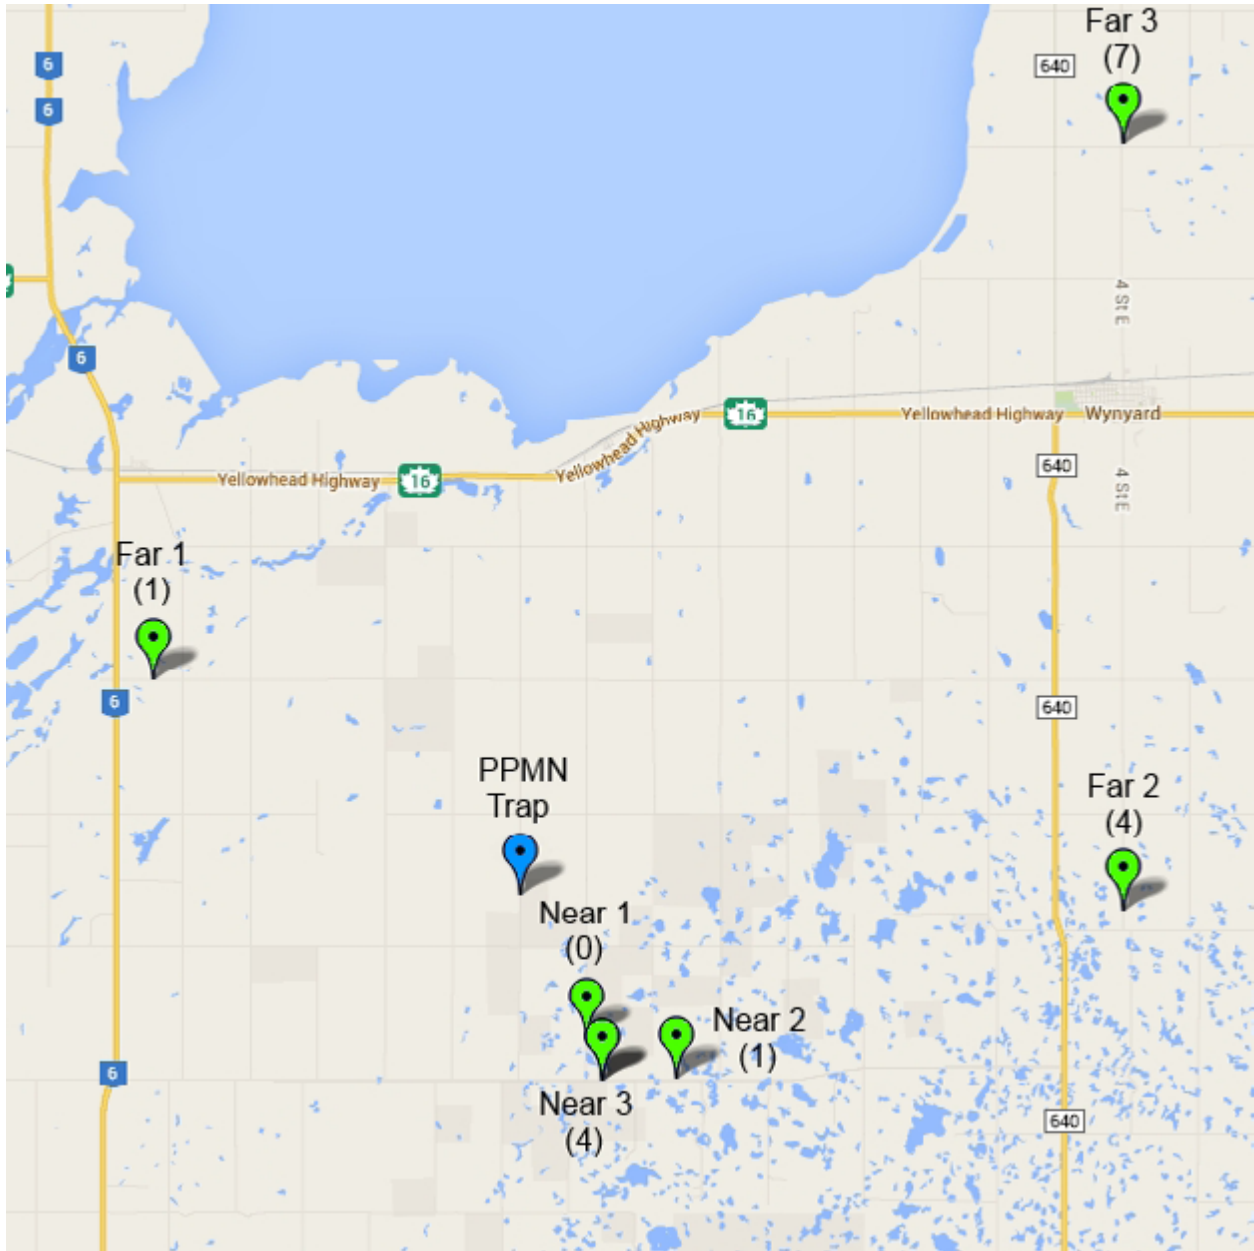 Far 3
(7)
6
640
6
4 St E
6
16
Yellowhead Highway
Wynyard
Yellowhead Highway
640
Yellowhead Highway
16
4 St E
Far 1
(1)
6
640
PPMN
Trap
Far 2
(4)
Near 1
(0)
Near 2
(1)
6
Near 3
(4)
640